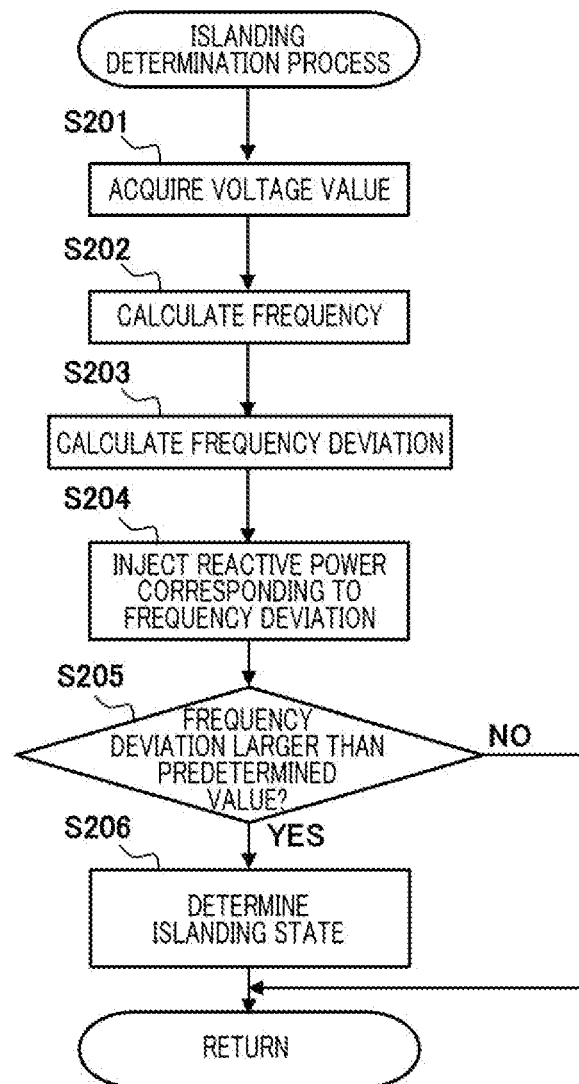 ISLANDING
DETERMINATION PROCESS
S201
ACQUIRE VOLTAGE VALUE
S202
CALCULATE FREQUENCY
S203
CALCULATE FREQUENCY DEVIATION
S204
INJECT REACTIVE POWER
CORRESPONDING TO
FREQUENCY DEVIATION
S205
FREQUENCY
DEVIATION LARGER THAN
PREDETERMINED
VALUE?
NO
YES
S206
DETERMINE
ISLANDING STATE
RETURN